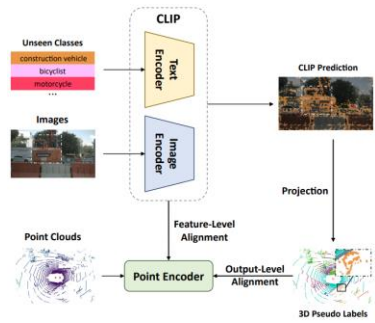 CLIP
Unseen Classes
construction vehicle
bicyclist
motorcycle
...
Text
Encoder
CLIP Prediction
Images
Image
Encoder
Projection
Feature-Level
Alignment
Point Clouds
Point Encoder
Output-Level
Alignment
3D Pseudo Labels